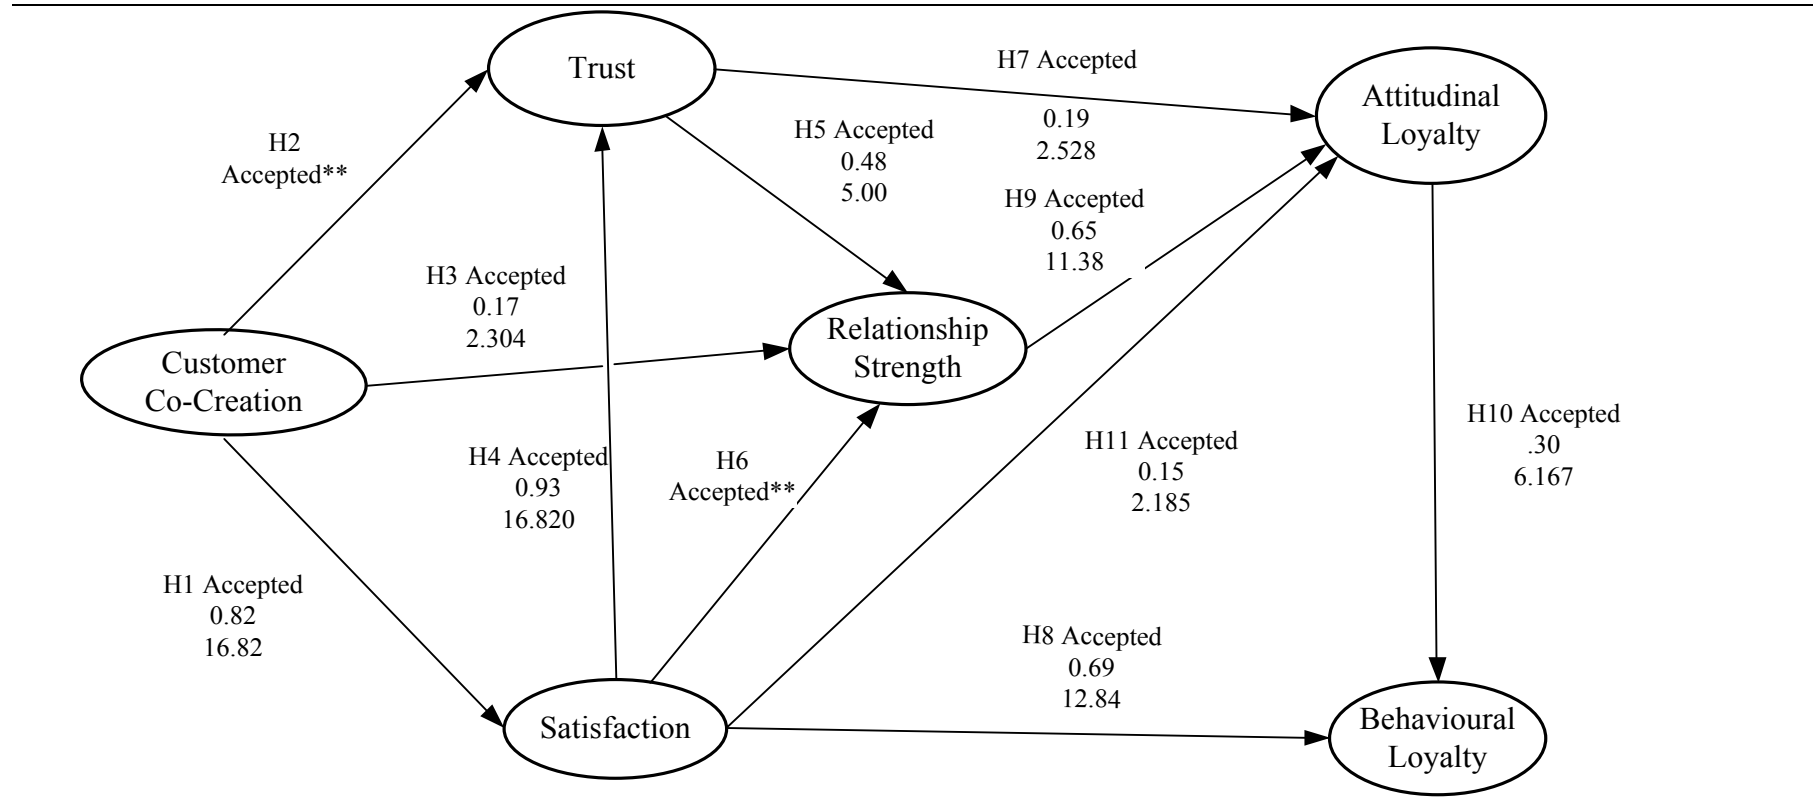 Trust
H7 Accepted
0.19
2.528
Attitudinal
Loyalty
H2
Accepted**
H5 Accepted
0.48
5.00
H9 Accepted
0.65
11.38
H3 Accepted
0.17
2.304
Relationship
Strength
Customer
Co-Creation
H4 Accepted
0.93
16.820
H6
Accepted**
H11 Accepted
0.15
2.185
H10 Accepted
.30
6.167
H1 Accepted
0.82
16.82
H8 Accepted
0.69
12.84
Satisfaction
Behavioural
Loyalty